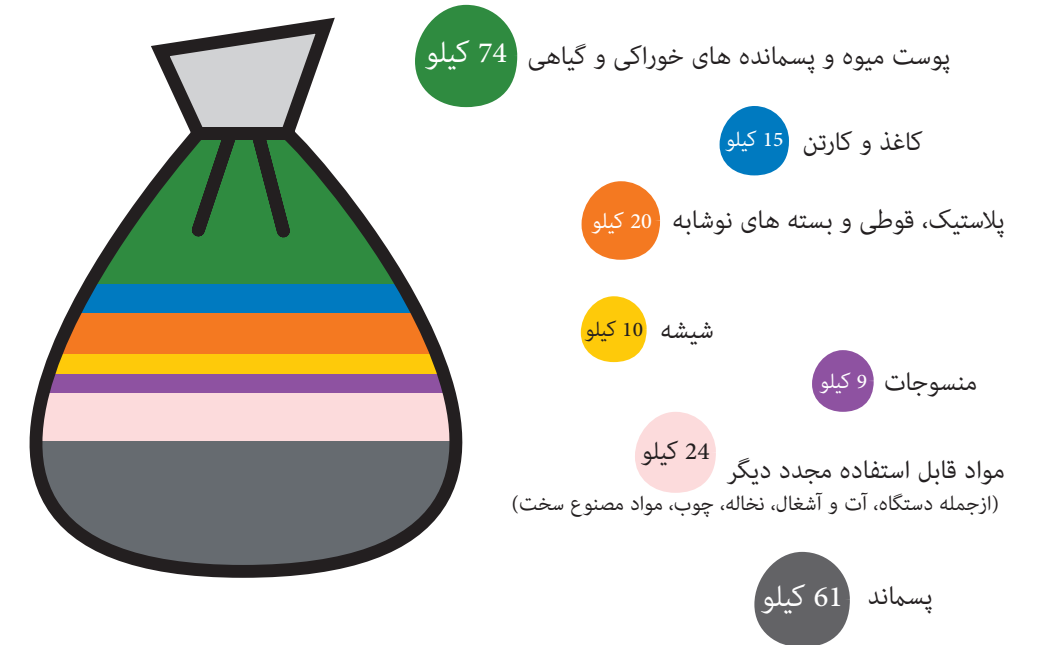 پوست میوه و پسمانده های خوراکی و گیاهی 74 کیلو
کاغذ و کارتن 15 کیلو
پلاستیک، قوطی و بسته های نوشابه 20 کیلو
شیشه 10 کیلو
منسوجات 9 کیلو
مواد قابل استفاده مجدد دیگر 24 کیلو
(ازجمله دستگاه، آت و آشغال، نخاله، چوب، مواد مصنوع سخت)
پسماند 61 کیلو